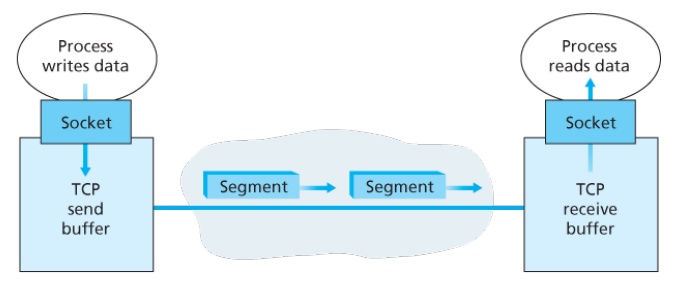 Process
writes data
Socket
TCP
send
buffer
Segment
Segment
Process
reads data
Socket
TCP
receive
buffer